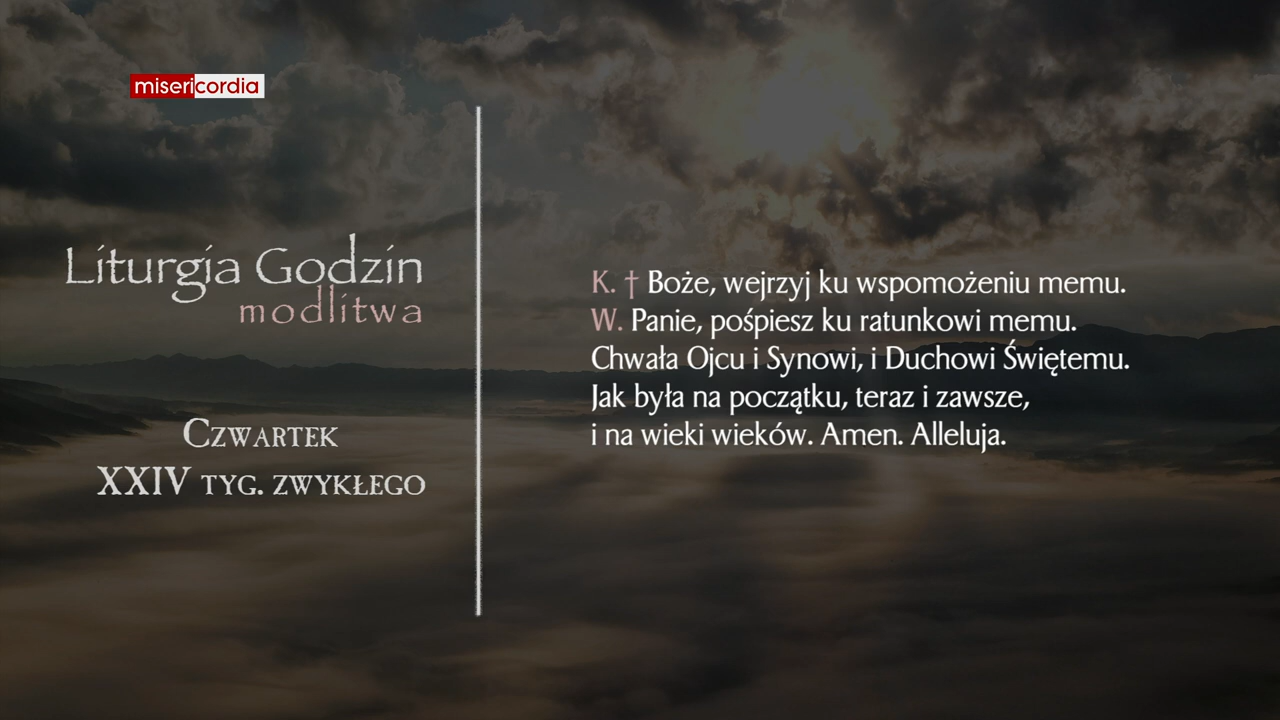 misericordia
Liturgia Godzin
modlitwa
Czwartek
XXIV tyg. zwykłego
K. † Boże, wejrzyj ku wspomożeniu memu.
W. Panie, pośpiesz ku ratunkowi memu.
Chwała Ojcu i Synowi, i Duchowi Świętemu.
Jak była na początku, teraz i zawsze,
i na wieki wieków. Amen. Alleluja.